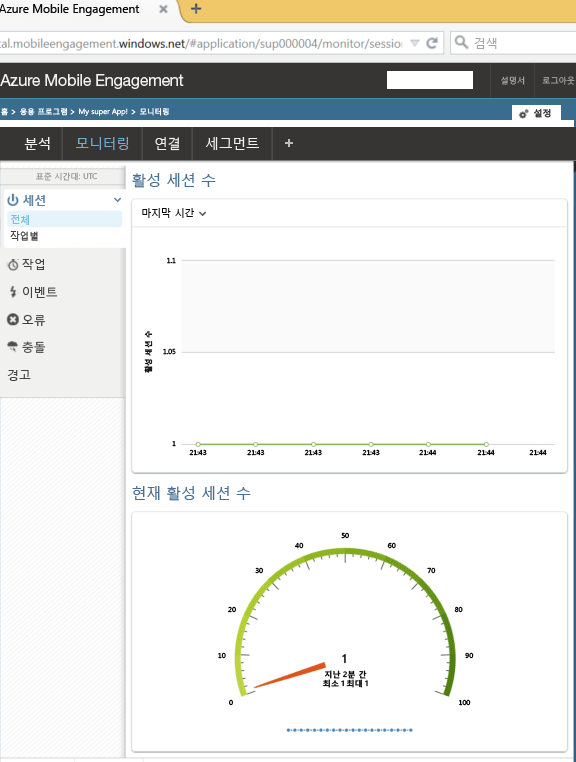 Azure Mobile Engagement
tal.mobileengagement.windows.net/#application/sup000004/monitor/sessio
검색
Azure Mobile Engagement
설명서
로그아웃
홈 > 응용 프로그램 > My super App! > 모니터링
설정
분석
모니터링
연결
세그먼트
+
표준 시간대: UTC
세션
전체
작업별
작업
이벤트
오류
충돌
경고
활성 세션 수
마지막 시간
1.1
1.05
1
활성 세션 수
21:43 21:43 21:43 21:43 21:44 21:44 21:44
현재 활성 세션 수
0 10 20 30 40 50 60 70 80 90 100
1
지난 2분 간
최소 1 최대 1